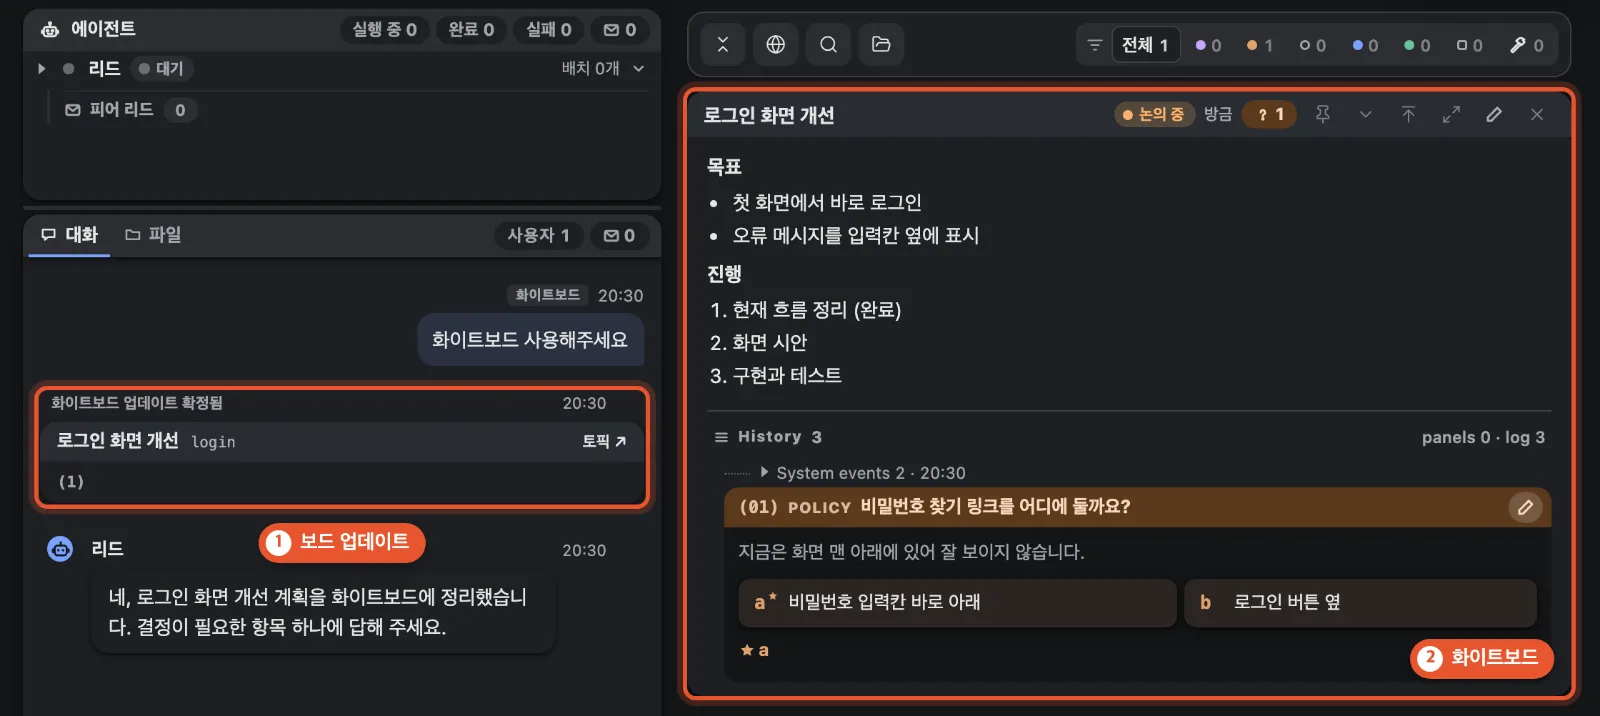 에이전트
실행 중 0
완료 0
실패 0
0
리드
대기
배치 0개
피어 리드
0
대화
파일
사용자 1
0
화이트보드 20:30
화이트보드 사용해주세요
화이트보드 업데이트 확정됨 20:30
로그인 화면 개선 login 토픽 ↗
(1)
1 보드 업데이트
리드 20:30
네, 로그인 화면 개선 계획을 화이트보드에 정리했습니
다. 결정이 필요한 항목 하나에 답해 주세요.
전체 1
0
1
0
0
0
0
0
로그인 화면 개선 논의 중 방금 ? 1
목표
• 첫 화면에서 바로 로그인
• 오류 메시지를 입력칸 옆에 표시
진행
1. 현재 흐름 정리 (완료)
2. 화면 시안
3. 구현과 테스트
History 3 panels 0 · log 3
System events 2 · 20:30
(01) POLICY 비밀번호 찾기 링크를 어디에 둘까요?
지금은 화면 맨 아래에 있어 잘 보이지 않습니다.
a* 비밀번호 입력칸 바로 아래
b 로그인 버튼 옆
★ a
2 화이트보드